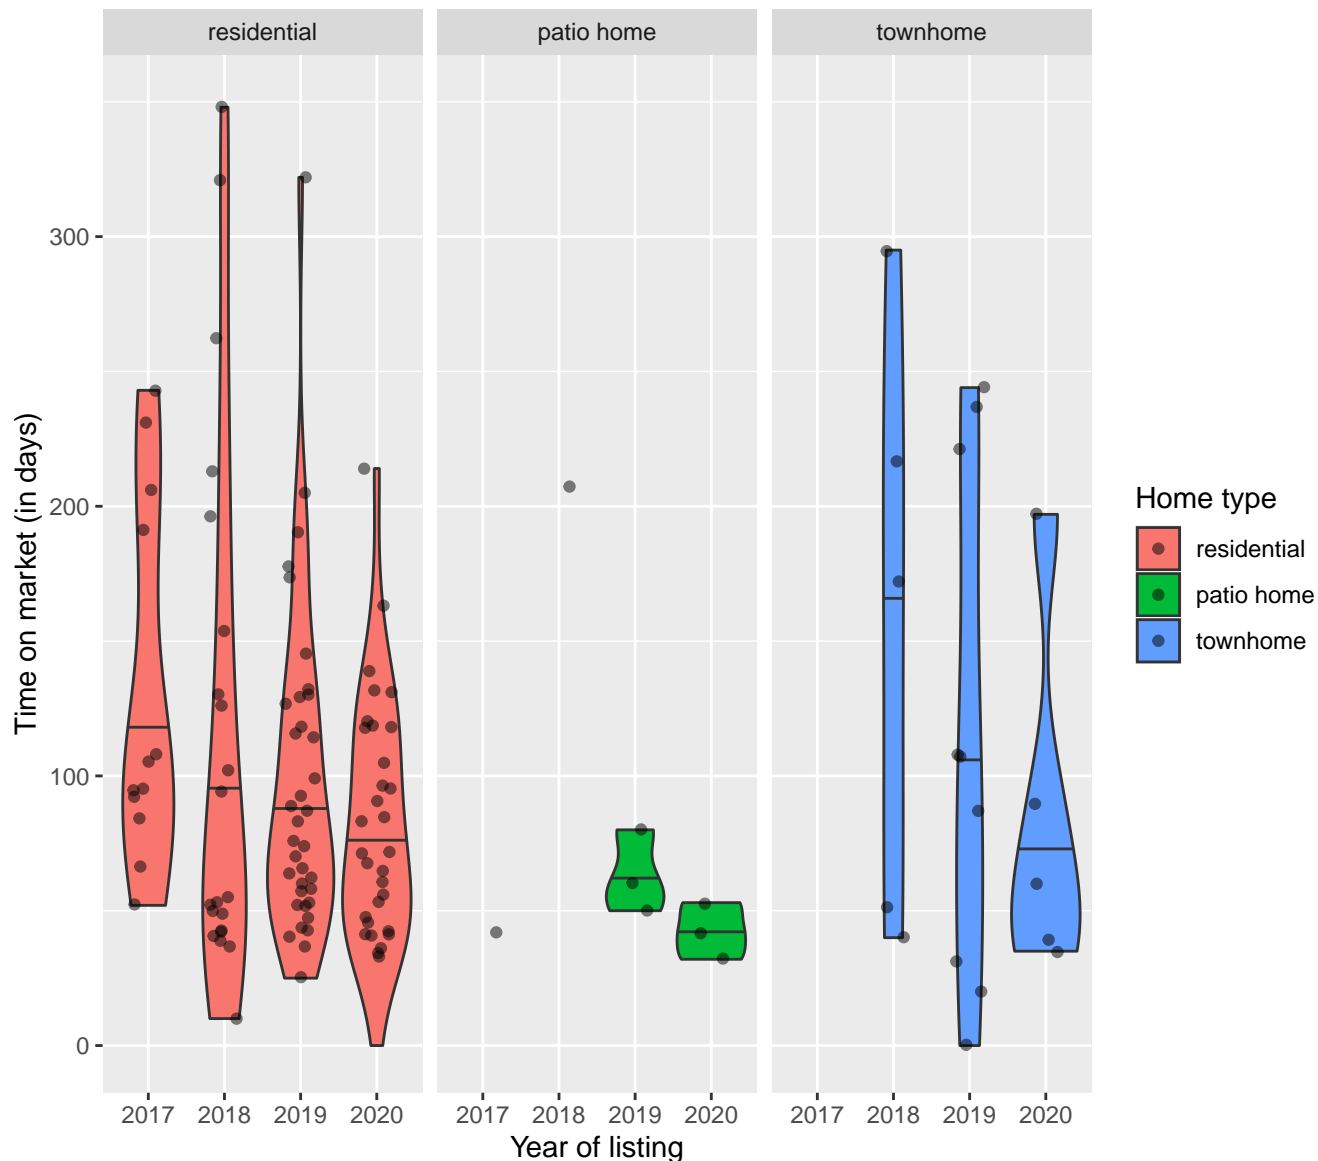 residential
patio home
townhome
300
200
100
0
Time on market (in days)
2017 2018 2019 2020
2017 2018 2019 2020
2017 2018 2019 2020
Year of listing
Home type
residential
patio home
townhome